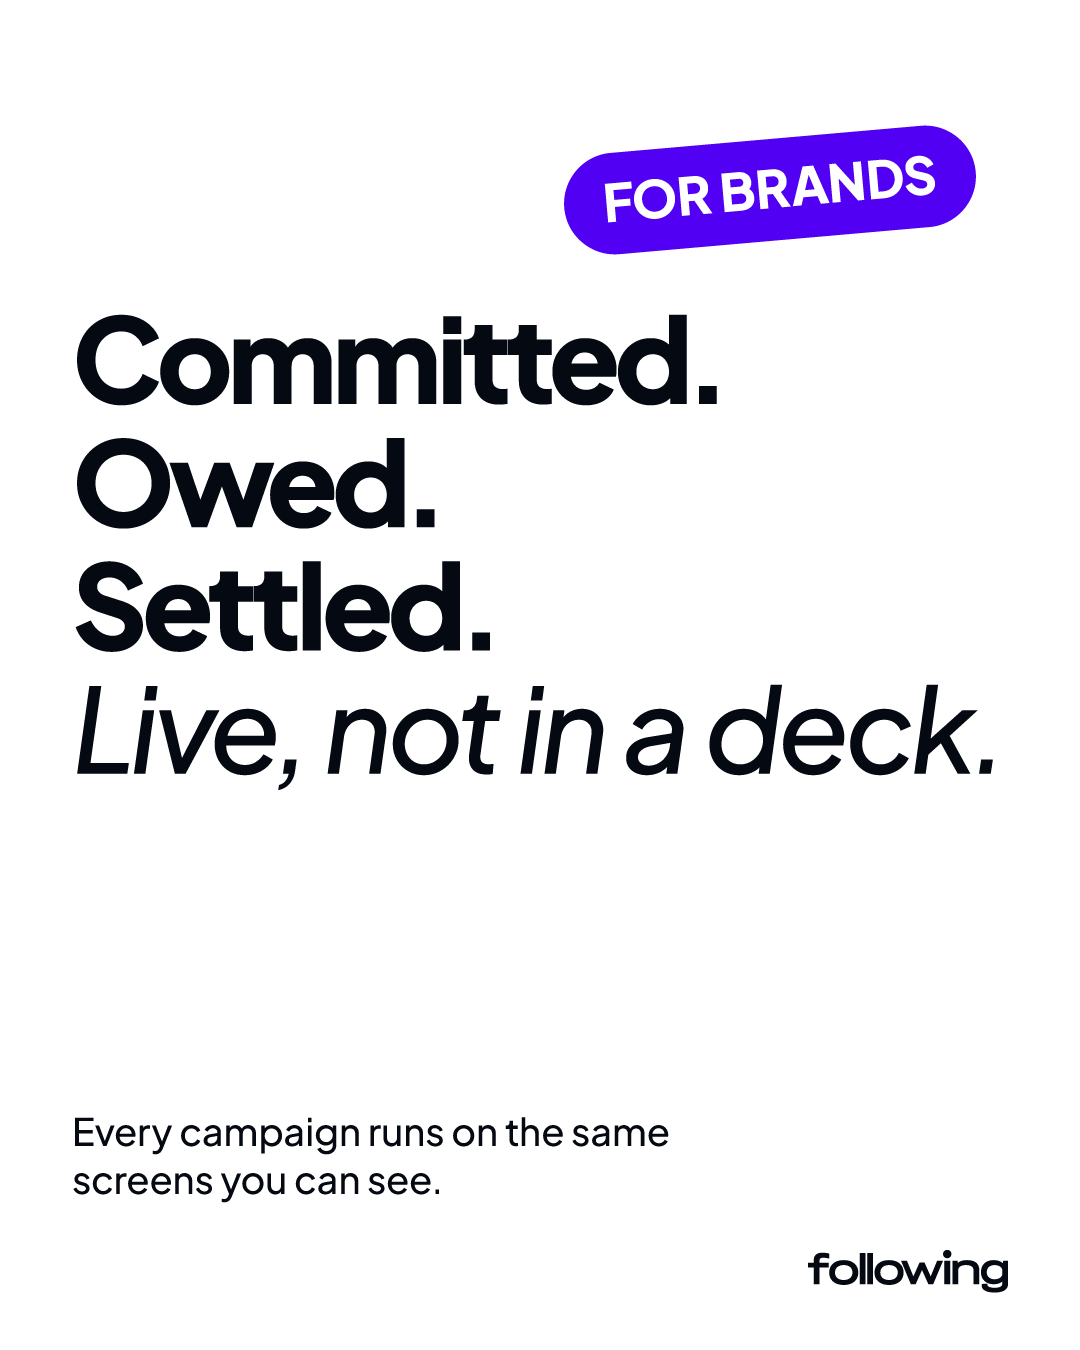 FOR BRANDS
Committed.
Owed.
Settled.
Live, not in a deck.
Every campaign runs on the same
screens you can see.
following